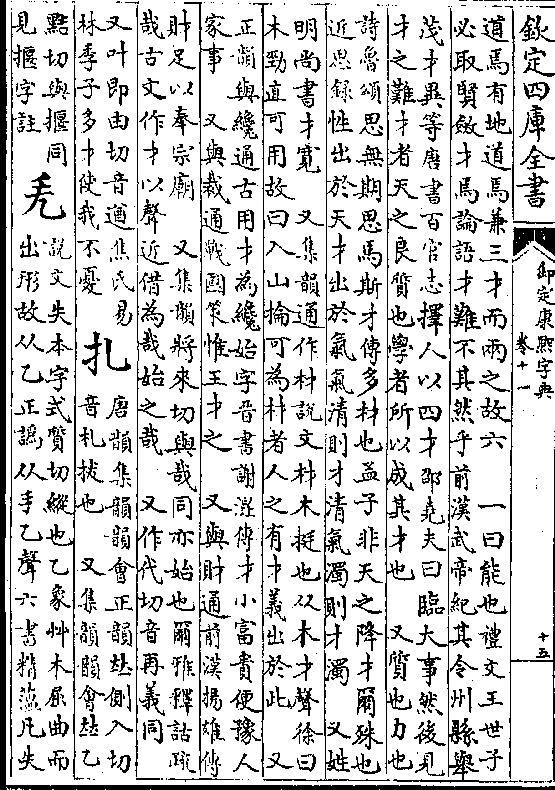 欽定四庫全書
御定康熙字典
卷十一
十五
道焉有地道焉兼三才而兩之故六　一曰能也禮文王世子
必取賢斂才焉論語才難不其然乎前漢武帝紀其令州縣舉
茂才異等唐書百官志擇人以四才邵堯夫曰臨大事然後見
才之難才者天之良質也學者所以成其才也　又質也力也
詩魯頌思無期思馬斯才傳多材也孟子非天之降才爾殊也
近思錄性出於天才出於氣氣清則才清氣濁則才濁　又姓
明尚書才寬　又集韻通作材說文材木挺也从木才聲徐曰
木勁直可用故曰入山掄可為材者人之有才義出於此　又
正韻與纔通古用才為纔始字晉書謝混傳才小富貴便豫人
家事　又與裁通戰國策惟王才之　又與財通前漢揚雄傳
財足以奉宗廟　又集韻將來切與哉同亦始也爾雅釋詁疏
哉古文作才以聲近借為哉始之哉　又作代切音再義同
又叶即由切音遒焦氏易
林季子多才使我不憂
扎
唐韻集韻韻會正韻𠀤側入切
音札拔也　又集韻韻會𠀤乙
點切與揠同
見揠字註
說文失本字式質切縱也乙象艸木屈曲而
出形故从乙正譌从手乙聲六書精薀凡失